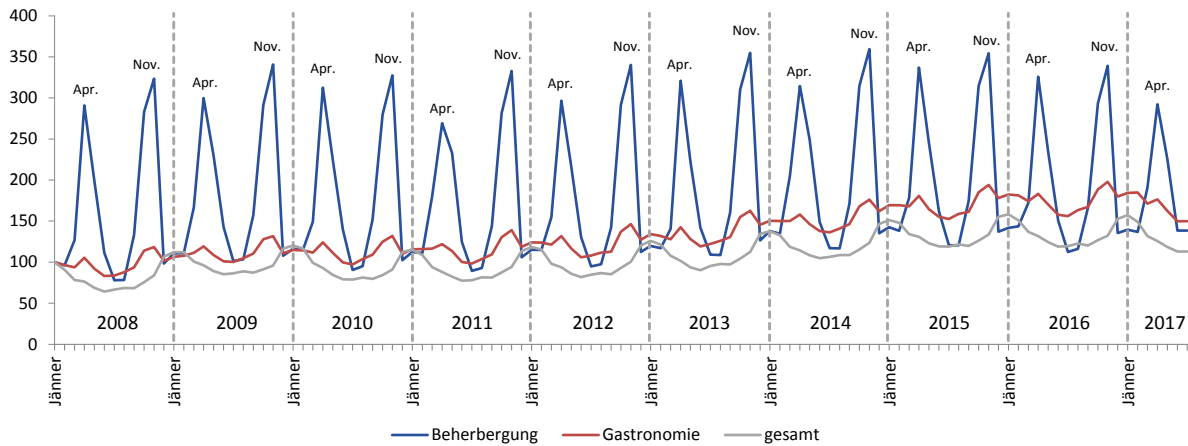 400
350
300
250
200
150
100
50
0
Apr. Nov. Apr. Nov. Apr. Nov. Apr. Nov. Apr. Nov. Apr. Nov. Apr. Nov. Apr. Nov. Apr. Nov. Apr.
2008 2009 2010 2011 2012 2013 2014 2015 2016 2017
Jänner Jänner Jänner Jänner Jänner Jänner Jänner Jänner Jänner Jänner
Beherbergung Gastronomie gesamt